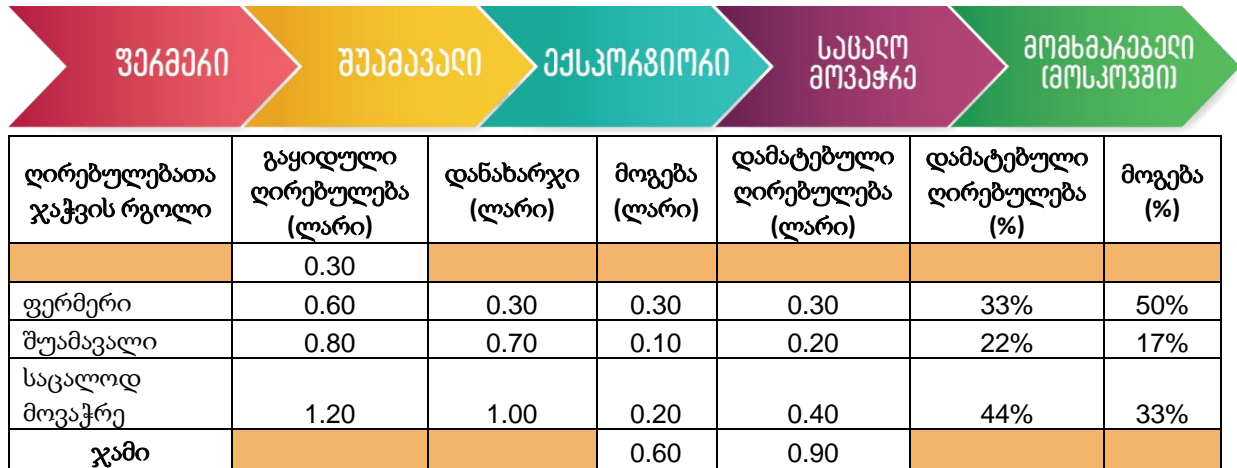 ფერმერი
შუამავალი
ექსპორტიორი
საცალო
მოვაჭრე
მომხმარებელი
(მოსკოვში)
ღირებულებათა
ჯაჭვის რგოლი
გაყიდული
ღირებულება
(ლარი)
დანახარჯი
(ლარი)
მოგება
(ლარი)
დამატებული
ღირებულება
(ლარი)
დამატებული
ღირებულება
(%)
მოგება
(%)
0.30
ფერმერი 0.60 0.30 0.30 0.30 33% 50%
შუამავალი 0.80 0.70 0.10 0.20 22% 17%
საცალოდ
მოვაჭრე 1.20 1.00 0.20 0.40 44% 33%
ჯამი 0.60 0.90